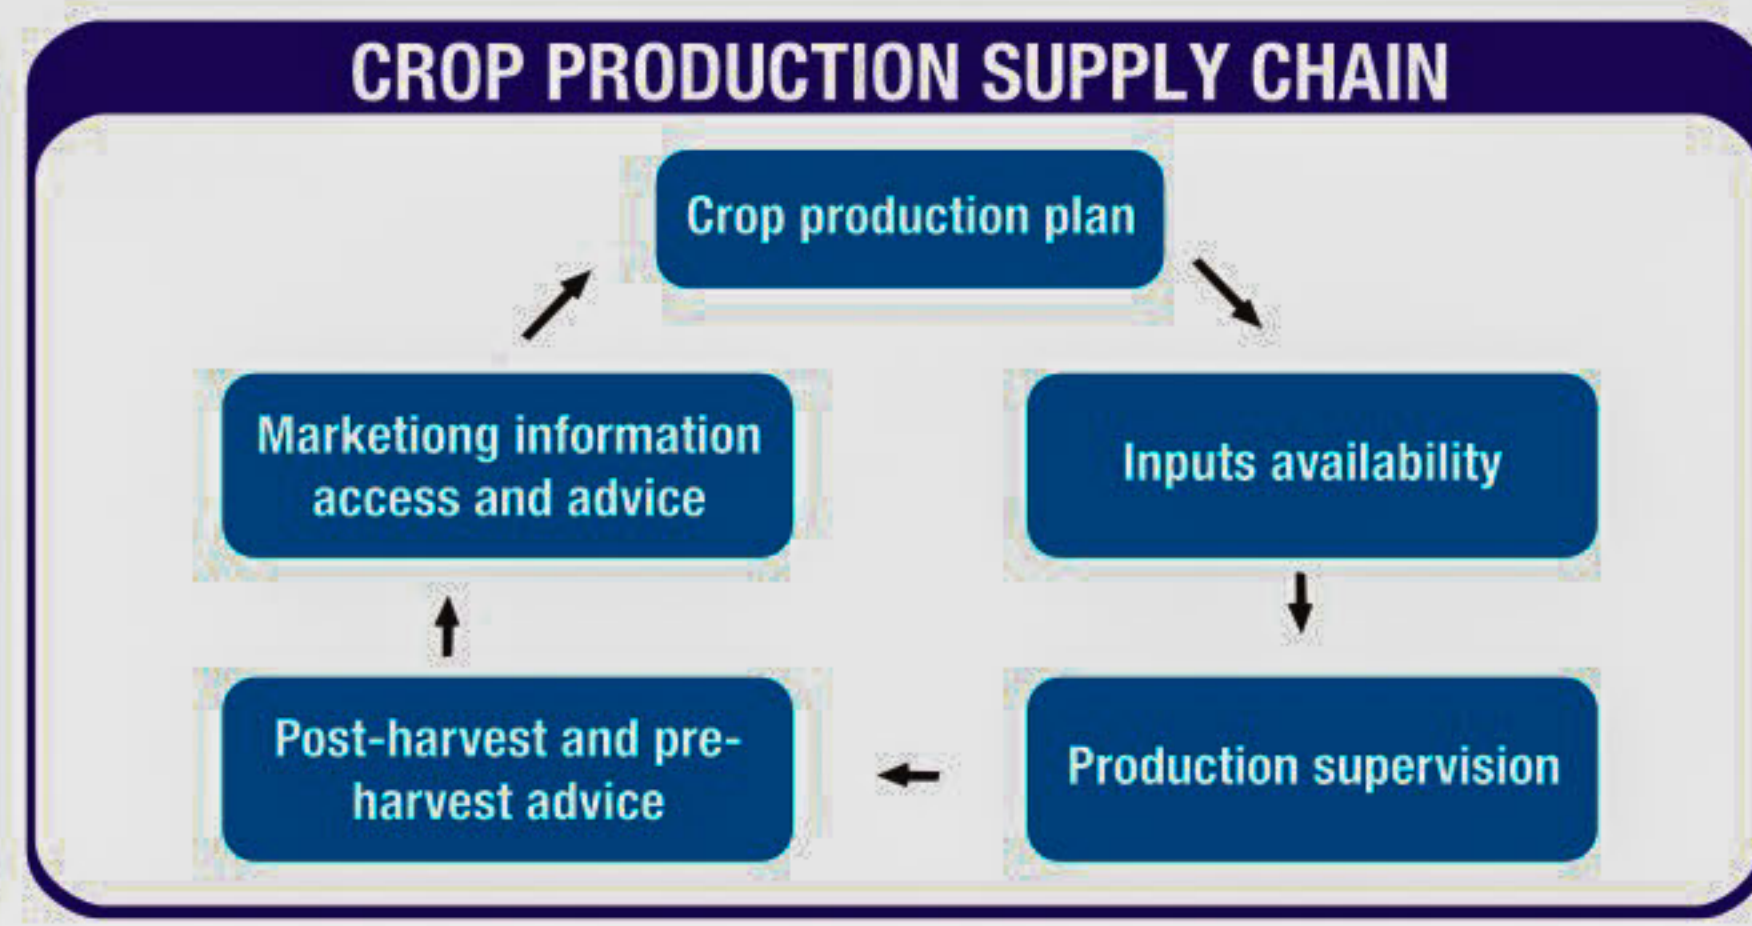 CROP PRODUCTION SUPPLY CHAIN
Crop production plan
Marketiong information
access and advice
Inputs availability
Post-harvest and pre-
harvest advice
Production supervision